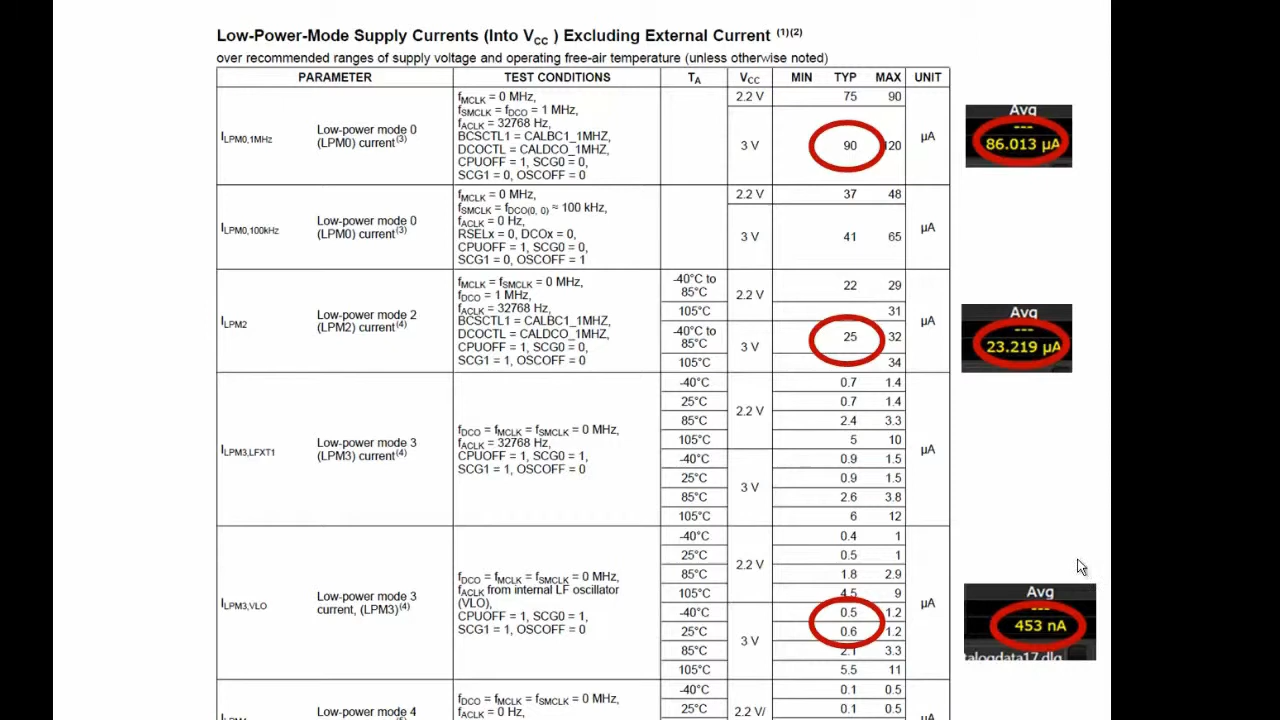 Low-Power-Mode Supply Currents (Into VCC ) Excluding External Current (1)(2)
over recommended ranges of supply voltage and operating free-air temperature (unless otherwise noted)
PARAMETER TEST CONDITIONS TA VCC MIN TYP MAX UNIT
ILPM0,1MHz
Low-power mode 0
(LPM0) current(3)
fMCLK = 0 MHz,
fSMCLK = fDCO = 1 MHz,
fACLK = 32768 Hz,
BCSCTL1 = CALBC1_1MHZ,
DCOCTL = CALDCO_1MHZ,
CPUOFF = 1, SCG0 = 0,
SCG1 = 0, OSCOFF = 0
2.2 V 75 90
3 V 90 120
µA
Avg
---
86.013 µA
ILPM0,100kHz
Low-power mode 0
(LPM0) current(3)
fMCLK = 0 MHz,
fSMCLK = fDCO(0, 0) ≈ 100 kHz,
fACLK = 0 Hz,
RSELx = 0, DCOx = 0,
CPUOFF = 1, SCG0 = 0,
SCG1 = 0, OSCOFF = 1
2.2 V 37 48
3 V 41 65
µA
ILPM2
Low-power mode 2
(LPM2) current(4)
fMCLK = fSMCLK = 0 MHz,
fDCO = 1 MHz,
fACLK = 32768 Hz,
BCSCTL1 = CALBC1_1MHZ,
DCOCTL = CALDCO_1MHZ,
CPUOFF = 1, SCG0 = 0,
SCG1 = 1, OSCOFF = 0
-40°C to
85°C
2.2 V
22 29
105°C 31
-40°C to
85°C
3 V
25 32
105°C 34
µA
Avg
---
23.219 µA
ILPM3,LFXT1
Low-power mode 3
(LPM3) current(4)
fDCO = fMCLK = fSMCLK = 0 MHz,
fACLK = 32768 Hz,
CPUOFF = 1, SCG0 = 1,
SCG1 = 1, OSCOFF = 0
-40°C 0.7 1.4
25°C 0.7 1.4
2.2 V
85°C 2.4 3.3
105°C 5 10
-40°C 0.9 1.5
25°C 0.9 1.5
3 V
85°C 2.6 3.8
105°C 6 12
µA
ILPM3,VLO
Low-power mode 3
current, (LPM3)(4)
fDCO = fMCLK = fSMCLK = 0 MHz,
fACLK from internal LF oscillator
(VLO),
CPUOFF = 1, SCG0 = 1,
SCG1 = 1, OSCOFF = 0
-40°C 0.4 1
25°C 0.5 1
2.2 V
85°C 1.8 2.9
105°C 4.5 9
-40°C 0.5 1.2
25°C 0.6 1.2
3 V
85°C 2.1 3.3
105°C 5.5 11
µA
Avg
---
453 nA
alogdata17.dlg
Low-power mode 4
fDCO = fMCLK = fSMCLK = 0 MHz,
fACLK = 0 Hz,
-40°C 0.1 0.5
25°C 0.1 0.5
2.2 V/
µA